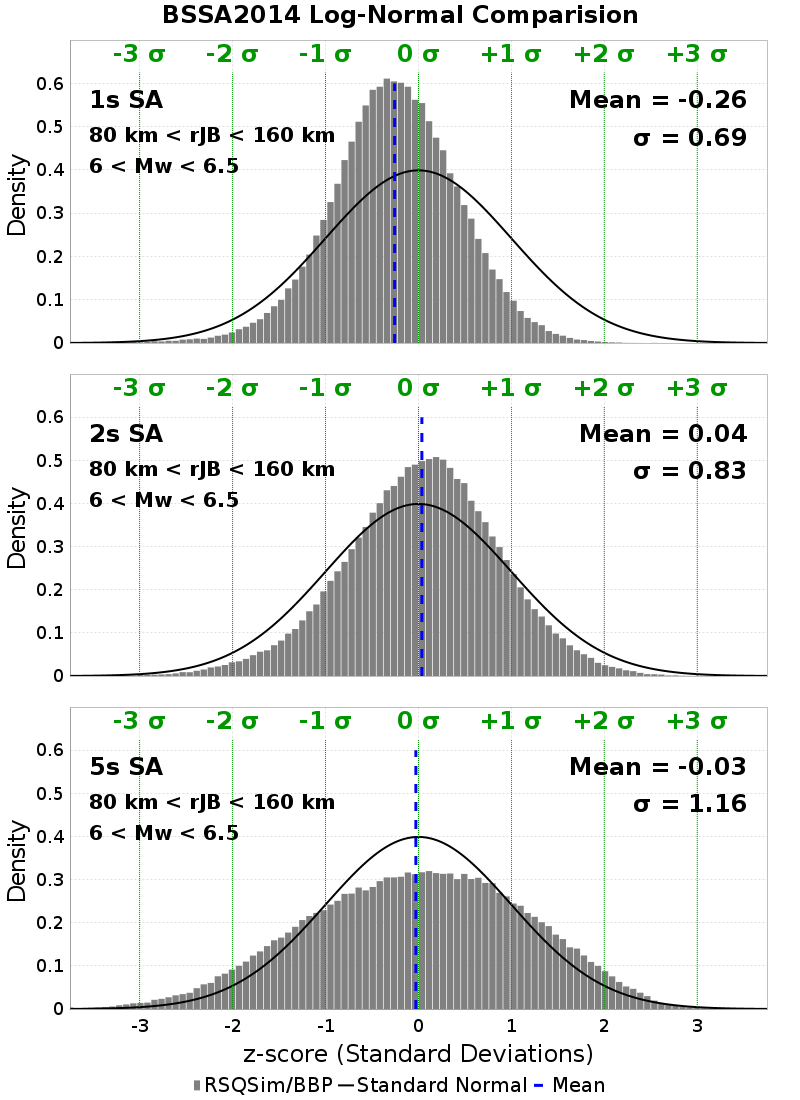 BSSA2014 Log-Normal Comparision
-3 σ -2 σ -1 σ 0 σ +1 σ +2 σ +3 σ
1s SA
Mean = -0.26
80 km < rJB < 160 km
σ = 0.69
6 < Mw < 6.5
Density
0.6
0.5
0.4
0.3
0.2
0.1
0
-3 σ -2 σ -1 σ 0 σ +1 σ +2 σ +3 σ
2s SA
Mean = 0.04
80 km < rJB < 160 km
σ = 0.83
6 < Mw < 6.5
Density
0.6
0.5
0.4
0.3
0.2
0.1
0
-3 σ -2 σ -1 σ 0 σ +1 σ +2 σ +3 σ
5s SA
Mean = -0.03
80 km < rJB < 160 km
σ = 1.16
6 < Mw < 6.5
Density
0.6
0.5
0.4
0.3
0.2
0.1
0
-3 -2 -1 0 1 2 3
z-score (Standard Deviations)
RSQSim/BBP Standard Normal Mean